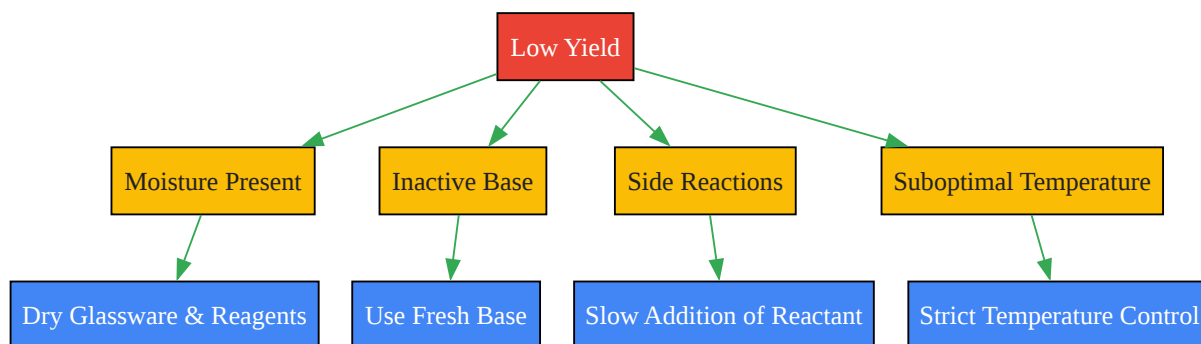 Low Yield
Moisture Present
Inactive Base
Side Reactions
Suboptimal Temperature
Dry Glassware & Reagents
Use Fresh Base
Slow Addition of Reactant
Strict Temperature Control